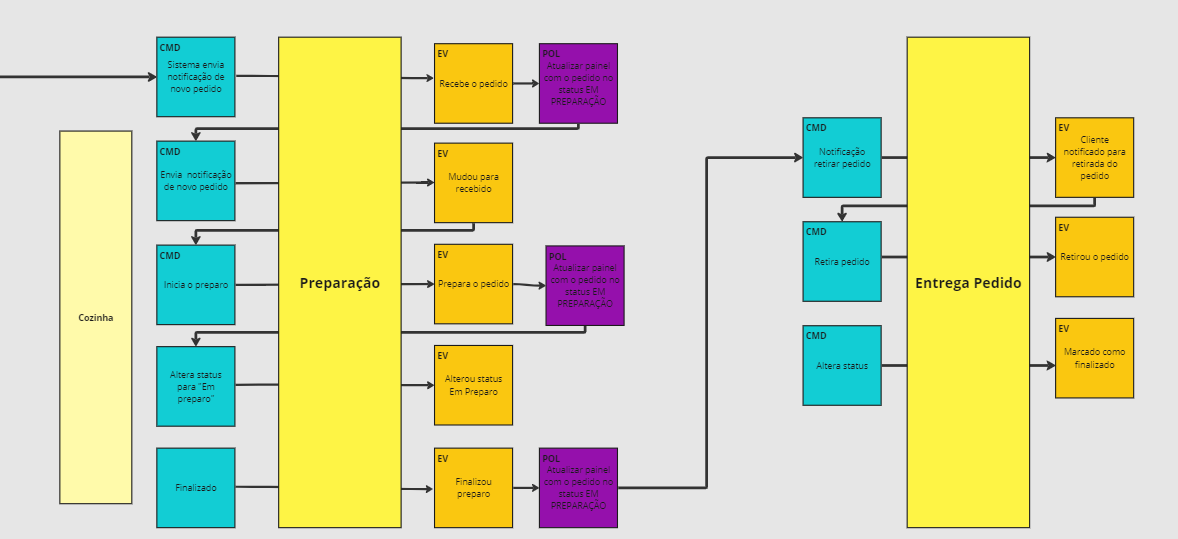 CMD
Sistema envia
notificação de
novo pedido
EV
Recebe o pedido
POL
Atualizar painel
com o pedido no
status EM
PREPARAÇÃO
Cozinha
CMD
Envia  notificação
de novo pedido
EV
Mudou para
recebido
CMD
Inicia o preparo
Preparação
EV
Prepara o pedido
POL
Atualizar painel
com o pedido no
status EM
PREPARAÇÃO
Altera status
para "Em
preparo"
EV
Alterou status
Em Preparo
Finalizado
EV
Finalizou
preparo
POL
Atualizar painel
com o pedido no
status EM
PREPARAÇÃO
CMD
Notificação
retirar pedido
EV
Cliente
notificado para
retirada do
pedido
CMD
Retira pedido
Entrega Pedido
EV
Retirou o pedido
CMD
Altera status
EV
Marcado como
finalizado